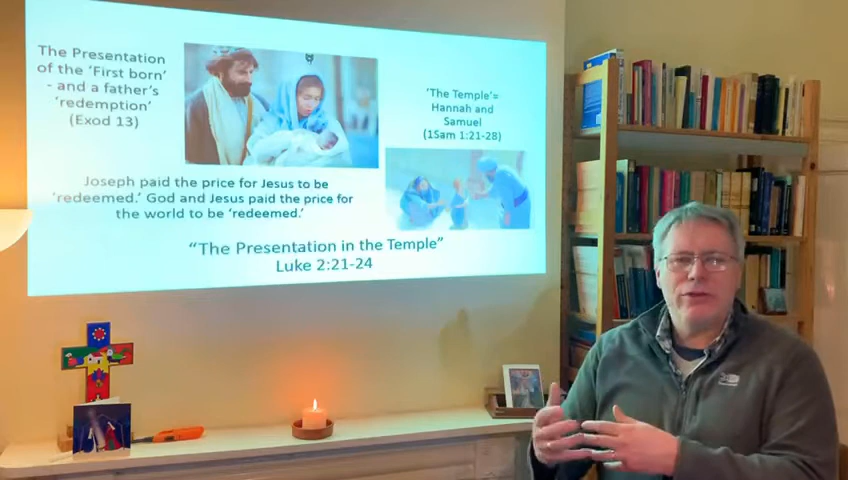 The Presentation
of the 'First born'
- and a father's
'redemption'
(Exod 13)
'The Temple'=
Hannah and
Samuel
(1Sam 1:21-28)
Joseph paid the price for Jesus to be
'redeemed.' God and Jesus paid the price for
the world to be 'redeemed.'
"The Presentation in the Temple"
Luke 2:21-24